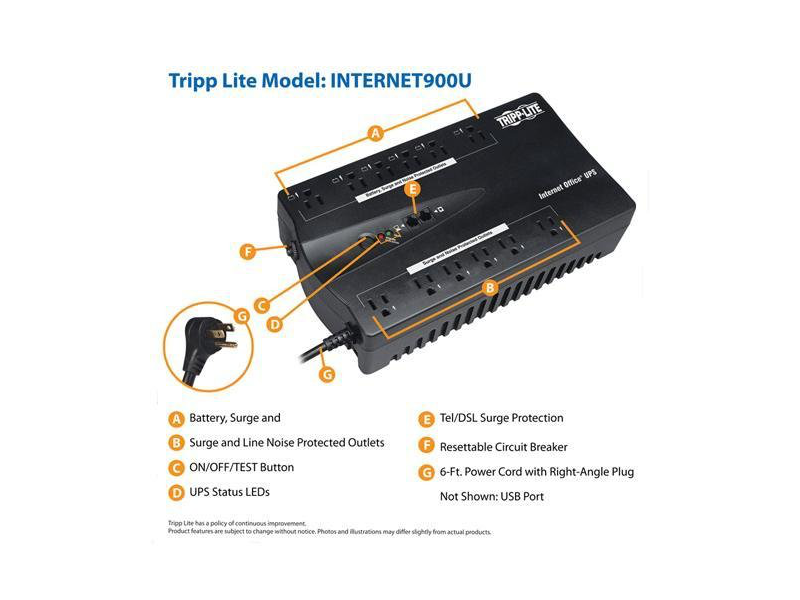 Tripp Lite Model: INTERNET900U
TRIPP-LITE
A
Battery, Surge and Noise Protected Outlets
E
Internet Office® UPS
Surge and Noise Protected Outlets
F
B
C
G
D
G
A Battery, Surge and
B Surge and Line Noise Protected Outlets
C ON/OFF/TEST Button
D UPS Status LEDs
E Tel/DSL Surge Protection
F Resettable Circuit Breaker
G 6-Ft. Power Cord with Right-Angle Plug
Not Shown: USB Port
Tripp Lite has a policy of continuous improvement.
Product features are subject to change without notice. Photos and illustrations may differ slightly from actual products.